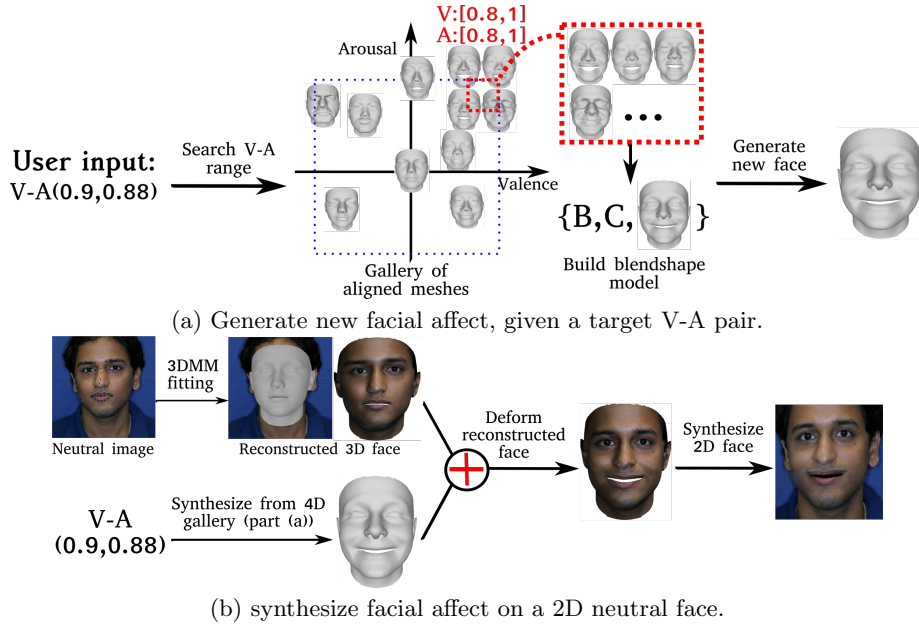 V:[0.8,1]
A:[0.8,1]
Arousal
User input:
V-A(0.9,0.88)
Search V-A
range
Valence
Gallery of
aligned meshes
{B,C, }
Build blendshape
model
Generate
new face
(a) Generate new facial affect, given a target V-A pair.
Neutral image
3DMM
fitting
Reconstructed 3D face
V-A
(0.9,0.88)
Synthesize from 4D
gallery (part (a))
Deform
reconstructed
face
Synthesize
2D face
(b) synthesize facial affect on a 2D neutral face.